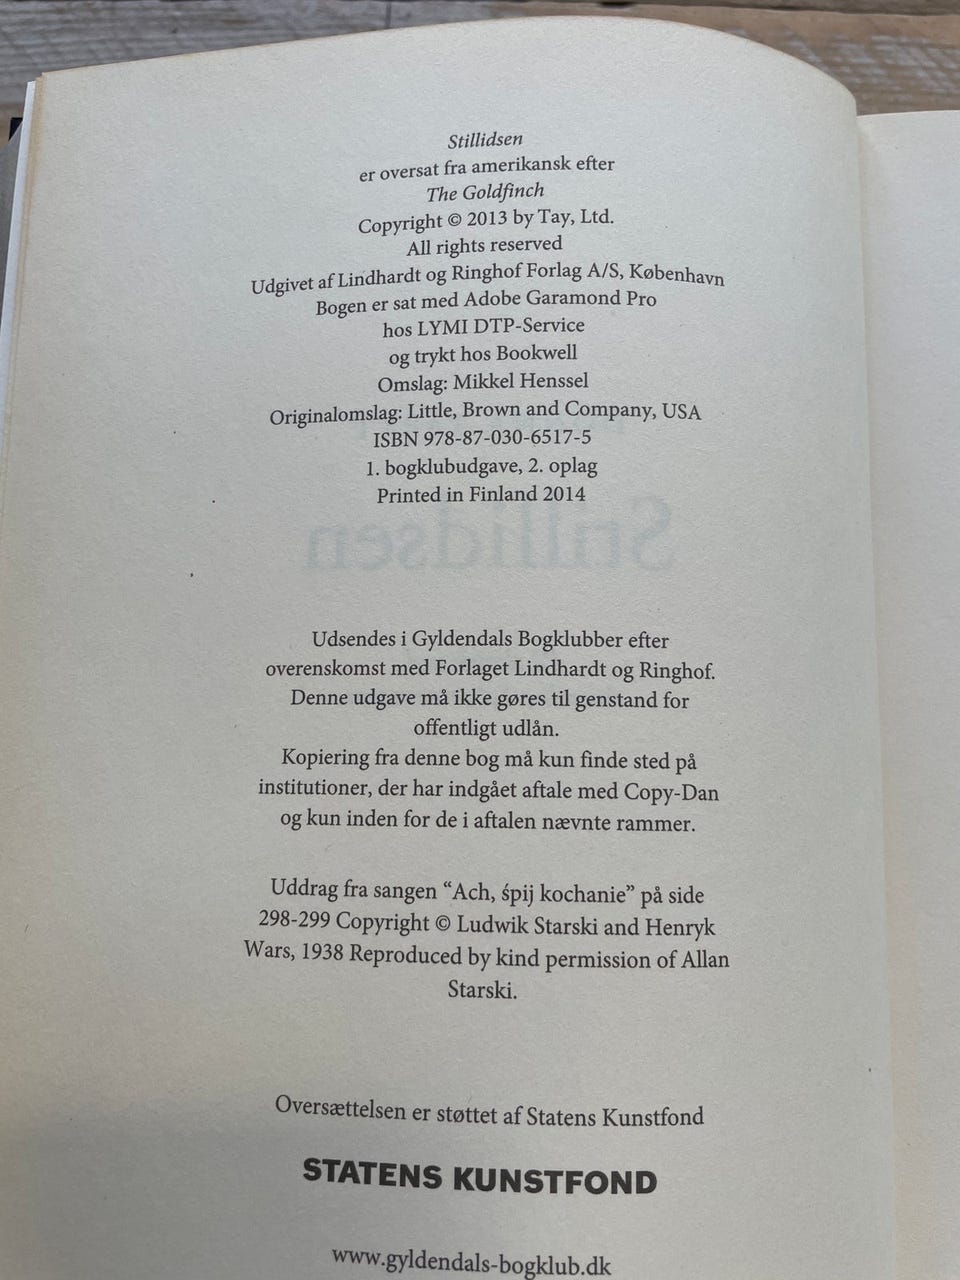 Stillidsen
er oversat fra amerikansk efter
The Goldfinch
Copyright © 2013 by Tay, Ltd.
All rights reserved
Udgivet af Lindhardt og Ringhof Forlag A/S, København
Bogen er sat med Adobe Garamond Pro
hos LYMI DTP-Service
og trykt hos Bookwell
Omslag: Mikkel Henssel
Originalomslag: Little, Brown and Company, USA
ISBN 978-87-030-6517-5
1. bogklubudgave, 2. oplag
Printed in Finland 2014
Stillidsen
Udsendes i Gyldendals Bogklubber efter
overenskomst med Forlaget Lindhardt og Ringhof.
Denne udgave må ikke gøres til genstand for
offentligt udlån.
Kopiering fra denne bog må kun finde sted på
institutioner, der har indgået aftale med Copy-Dan
og kun inden for de i aftalen nævnte rammer.
Uddrag fra sangen “Ach, śpij kochanie” på side
298-299 Copyright © Ludwik Starski and Henryk
Wars, 1938 Reproduced by kind permission of Allan
Starski.
Oversættelsen er støttet af Statens Kunstfond
STATENS KUNSTFOND
www.gyldendals-bogklub.dk